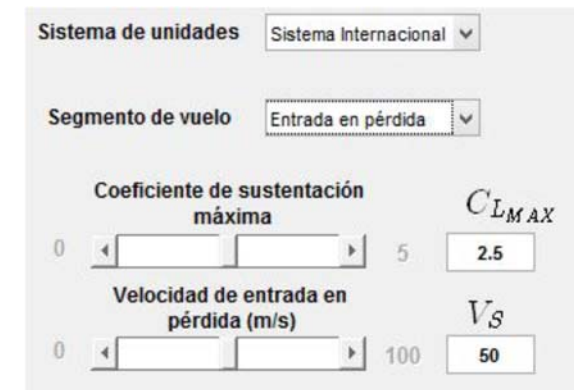 Sistema de unidades Sistema Internacional
Segmento de vuelo Entrada en pérdida
Coeficiente de sustentación
máxima
C_{L_{MAX}}
0 5 2.5
Velocidad de entrada en
pérdida (m/s)
V_S
0 100 50